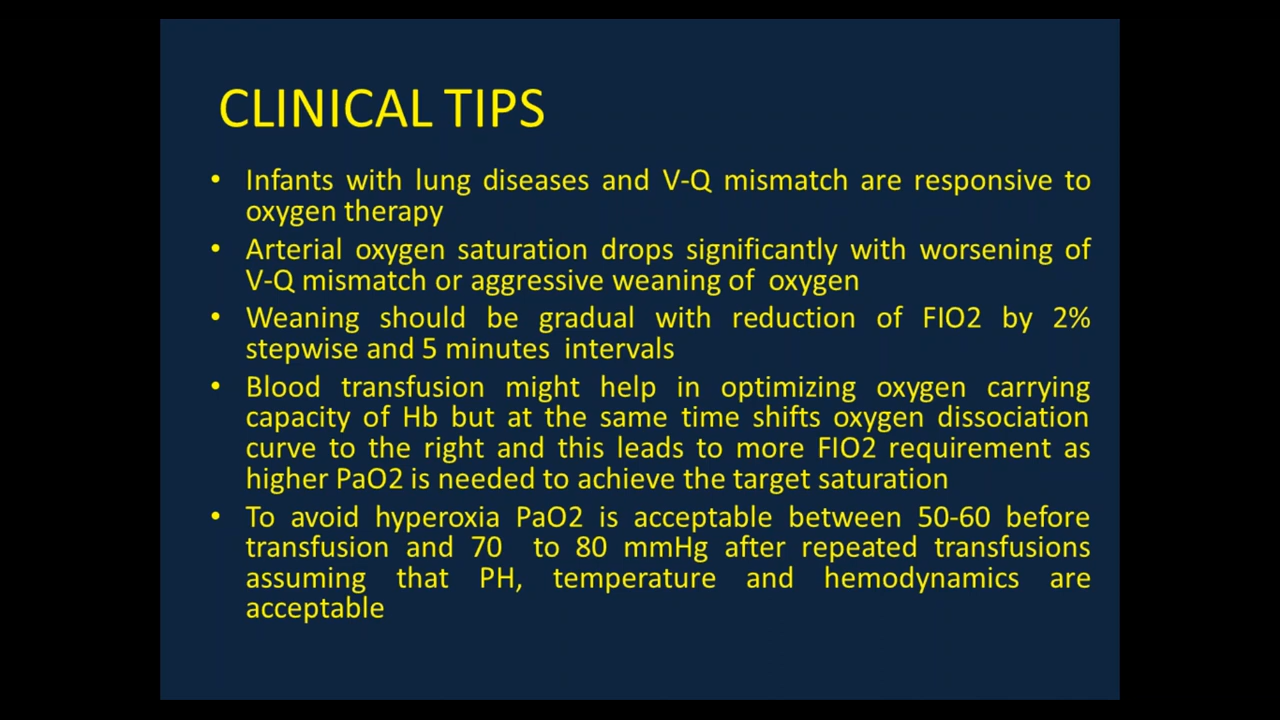 CLINICAL TIPS
• Infants with lung diseases and V-Q mismatch are responsive to
oxygen therapy
• Arterial oxygen saturation drops significantly with worsening of
V-Q mismatch or aggressive weaning of oxygen
• Weaning should be gradual with reduction of FIO2 by 2%
stepwise and 5 minutes intervals
• Blood transfusion might help in optimizing oxygen carrying
capacity of Hb but at the same time shifts oxygen dissociation
curve to the right and this leads to more FIO2 requirement as
higher PaO2 is needed to achieve the target saturation
• To avoid hyperoxia PaO2 is acceptable between 50-60 before
transfusion and 70 to 80 mmHg after repeated transfusions
assuming that PH, temperature and hemodynamics are
acceptable